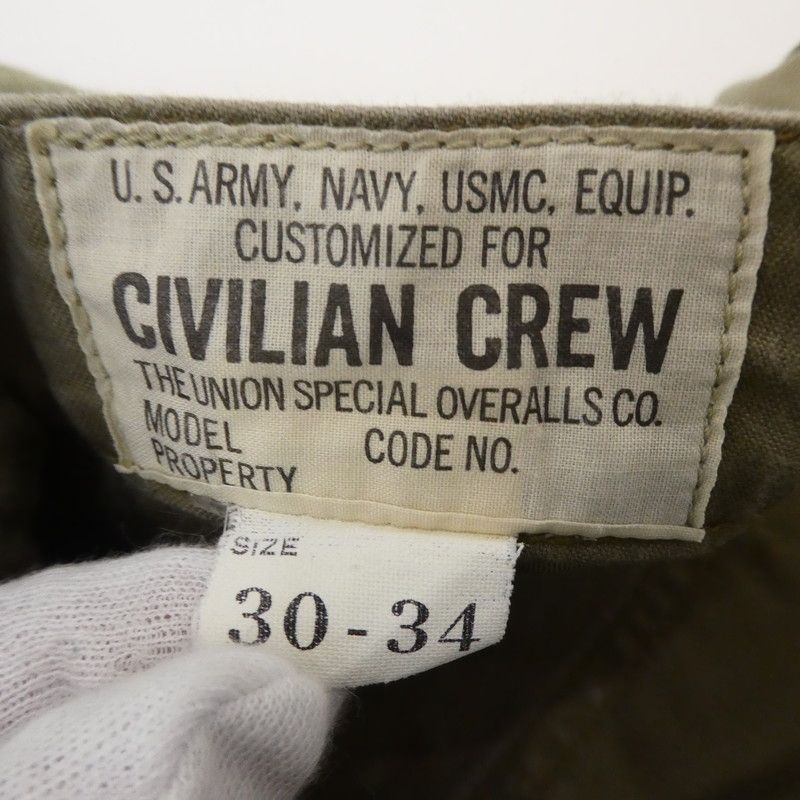 U. S. ARMY, NAVY, USMC, EQUIP.
CUSTOMIZED FOR
CIVILIAN CREW
THE UNION SPECIAL OVERALLS CO.
MODEL CODE NO.
PROPERTY
SIZE
30 - 34